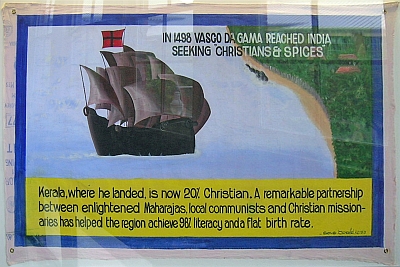 IN 1498 VASCO DA GAMA REACHED INDIA
SEEKING "CHRISTIANS & SPICES"
Kerala, where he landed, is now 20% Christian. A remarkable partnership
between enlightened Maharajas, local communists and Christian mission-
aries has helped the region achieve 98% literacy and a flat birth rate.